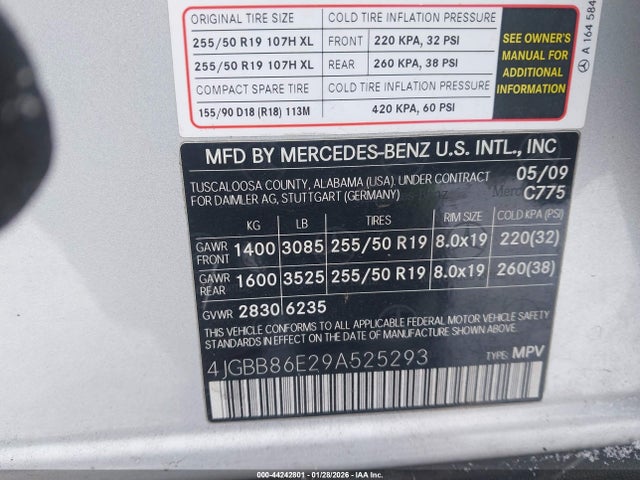 ORIGINAL TIRE SIZE COLD TIRE INFLATION PRESSURE
255/50 R19 107H XL FRONT 220 KPA, 32 PSI
255/50 R19 107H XL REAR 260 KPA, 38 PSI
COMPACT SPARE TIRE COLD TIRE INFLATION PRESSURE
155/90 D18 (R18) 113M 420 KPA, 60 PSI
SEE OWNER'S
MANUAL FOR
ADDITIONAL
INFORMATION
A 164 584
MFD BY MERCEDES-BENZ U.S. INTL., INC
TUSCALOOSA COUNTY, ALABAMA (USA). UNDER CONTRACT 05/09
FOR DAIMLER AG, STUTTGART (GERMANY) C775
KG LB TIRES RIM SIZE COLD KPA (PSI)
GAWR FRONT 1400 3085 255/50 R19 8.0x19 220(32)
GAWR REAR 1600 3525 255/50 R19 8.0x19 260(38)
GVWR 2830 6235
THIS VEHICLE CONFORMS TO ALL APPLICABLE FEDERAL MOTOR VEHICLE SAFETY
STANDARDS IN EFFECT ON THE DATE OF MANUFACTURE SHOWN ABOVE.
4JGBB86E29A525293 TYPE: MPV
000-44242801 - 01/28/2026 - IAAI, INC.